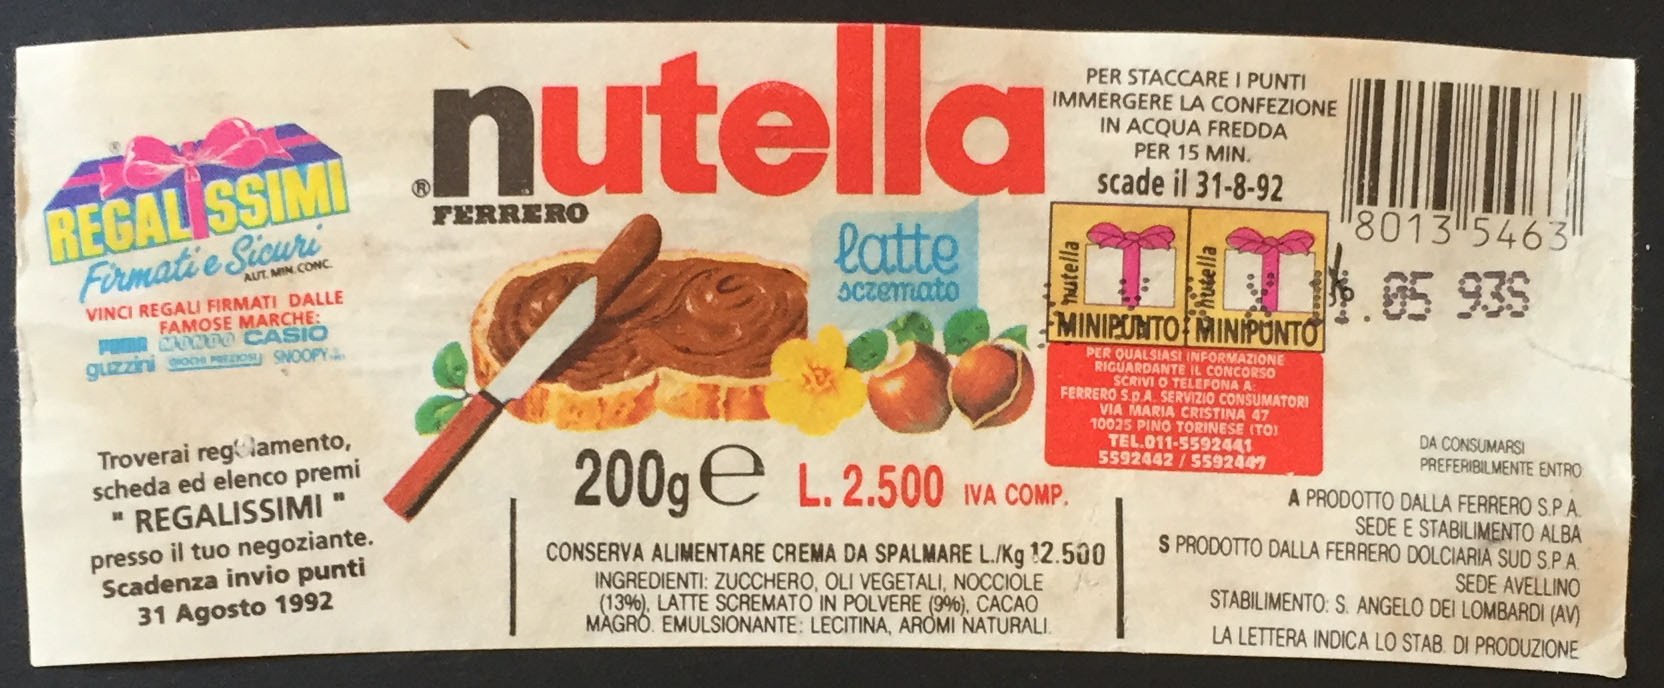 REGALISSIMI
Firmati e Sicuri
AUT. MIN. CONC.
VINCI REGALI FIRMATI DALLE
FAMOSE MARCHE:
PUMA MONDO CASIO
guzzini GIOCHI PREZIOSI SNOOPY
Troverai regolamento,
scheda ed elenco premi
" REGALISSIMI "
presso il tuo negoziante.
Scadenza invio punti
31 Agosto 1992
nutella
® FERRERO
latte
sczemato
200g e L. 2.500 IVA COMP.
CONSERVA ALIMENTARE CREMA DA SPALMARE L./Kg 12.500
INGREDIENTI: ZUCCHERO, OLI VEGETALI, NOCCIOLE
(13%), LATTE SCREMATO IN POLVERE (9%), CACAO
MAGRO. EMULSIONANTE: LECITINA, AROMI NATURALI.
PER STACCARE I PUNTI
IMMERGERE LA CONFEZIONE
IN ACQUA FREDDA
PER 15 MIN.
scade il 31-8-92
nutella nutella
MINIPUNTO MINIPUNTO
PER QUALSIASI INFORMAZIONE
RIGUARDANTE IL CONCORSO
SCRIVI O TELEFONA A:
FERRERO S.p.A. SERVIZIO CONSUMATORI
VIA MARIA CRISTINA 47
10025 PINO TORINESE (TO)
TEL.011-5592441
5592442 / 5592447
8013 5463
05 93S
DA CONSUMARSI
PREFERIBILMENTE ENTRO
A PRODOTTO DALLA FERRERO S.P.A.
SEDE E STABILIMENTO ALBA
S PRODOTTO DALLA FERRERO DOLCIARIA SUD S.P.A.
SEDE AVELLINO
STABILIMENTO: S. ANGELO DEI LOMBARDI (AV)
LA LETTERA INDICA LO STAB. DI PRODUZIONE